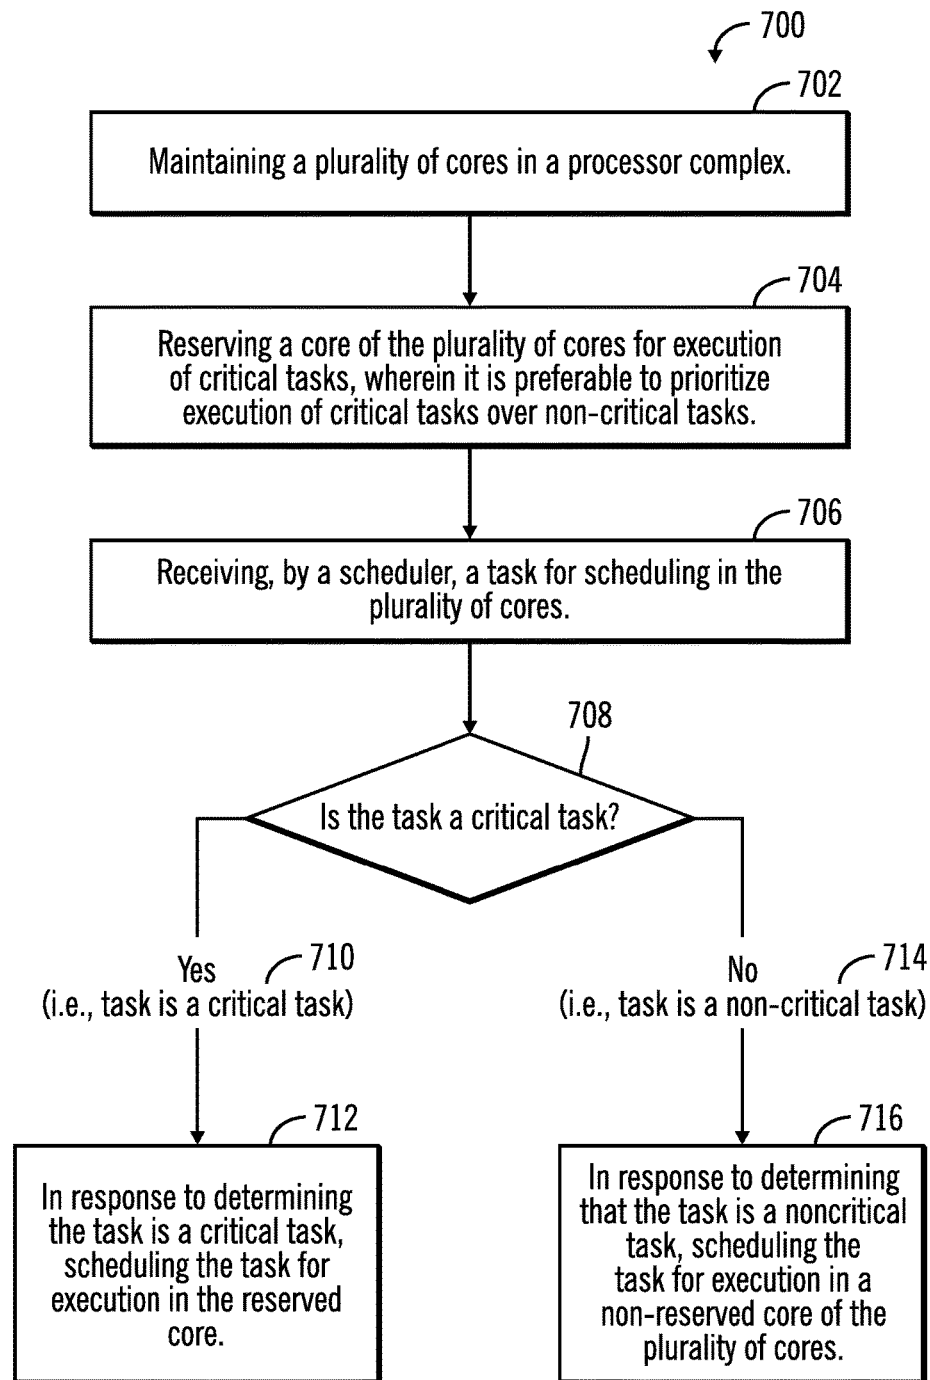 700
702
Maintaining a plurality of cores in a processor complex.
704
Reserving a core of the plurality of cores for execution
of critical tasks, wherein it is preferable to prioritize
execution of critical tasks over non-critical tasks.
706
Receiving, by a scheduler, a task for scheduling in the
plurality of cores.
708
Is the task a critical task?
Yes
710
(i.e., task is a critical task)
No
714
(i.e., task is a non-critical task)
712
In response to determining
the task is a critical task,
scheduling the task for
execution in the reserved
core.
716
In response to determining
that the task is a noncritical
task, scheduling the
task for execution in a
non-reserved core of the
plurality of cores.